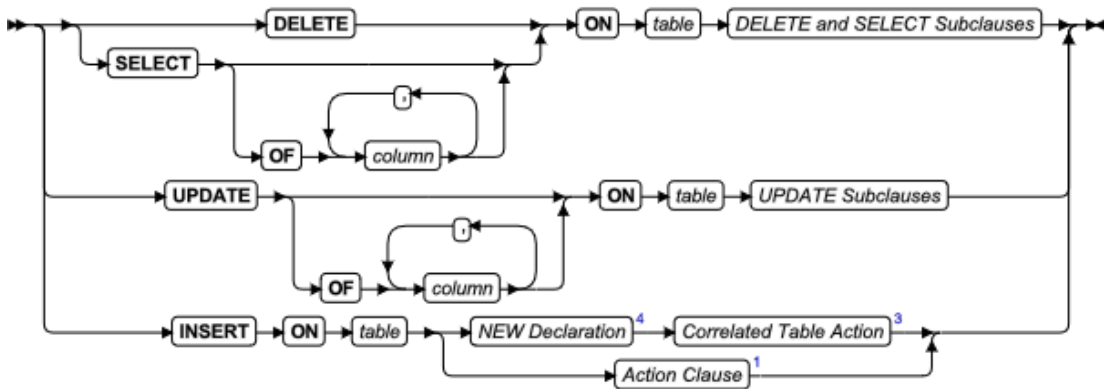 DELETE ON table DELETE and SELECT Subclauses
SELECT
,
OF column
UPDATE ON table UPDATE Subclauses
,
OF column
INSERT ON table NEW Declaration 4 Correlated Table Action 3
Action Clause 1